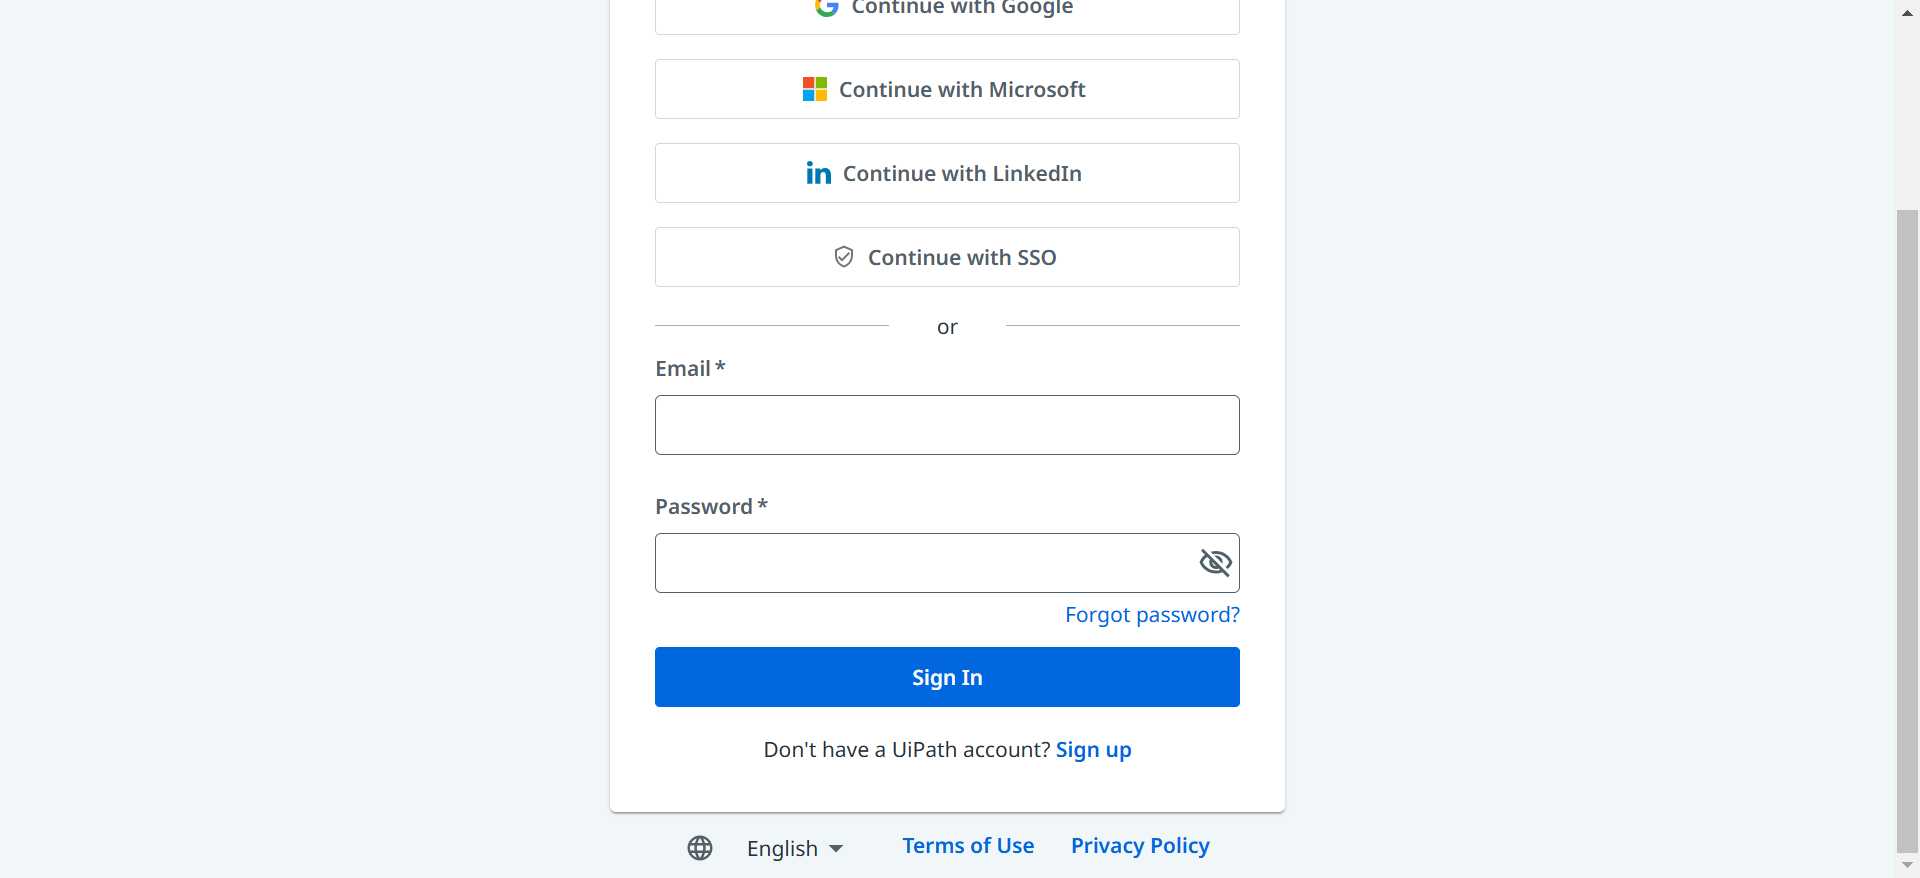 Continue with Google
Continue with Microsoft
Continue with LinkedIn
Continue with SSO
or
Email *
Password *
Forgot password?
Sign In
Don't have a UiPath account? Sign up
English
Terms of Use
Privacy Policy